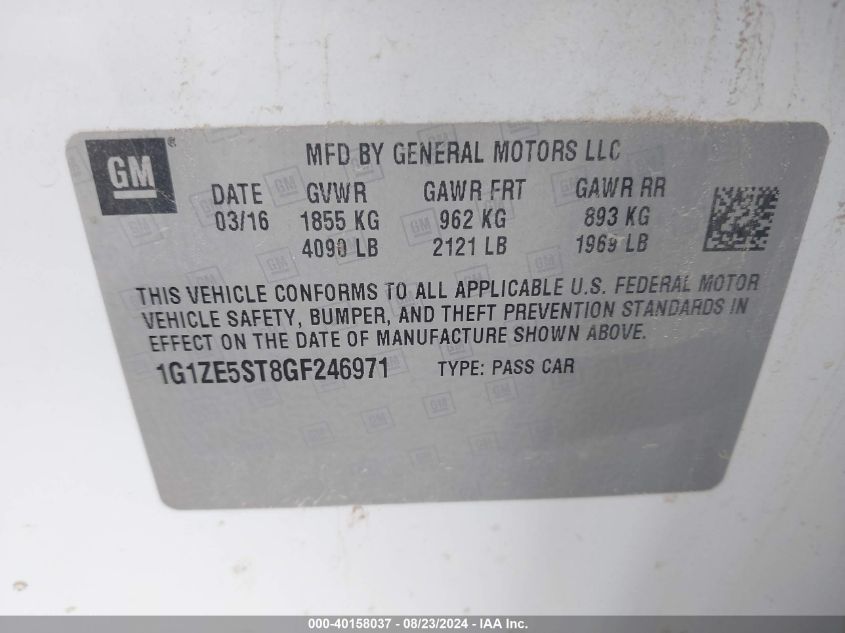 GM®
MFD BY GENERAL MOTORS LLC
DATE GVWR GAWR FRT GAWR RR
03/16 1855 KG 962 KG 893 KG
4090 LB 2121 LB 1969 LB
THIS VEHICLE CONFORMS TO ALL APPLICABLE U.S. FEDERAL MOTOR
VEHICLE SAFETY, BUMPER, AND THEFT PREVENTION STANDARDS IN
EFFECT ON THE DATE OF MANUFACTURE SHOWN ABOVE.
1G1ZE5ST8GF246971 TYPE: PASS CAR
000-40158037 - 08/23/2024 - IAA Inc.